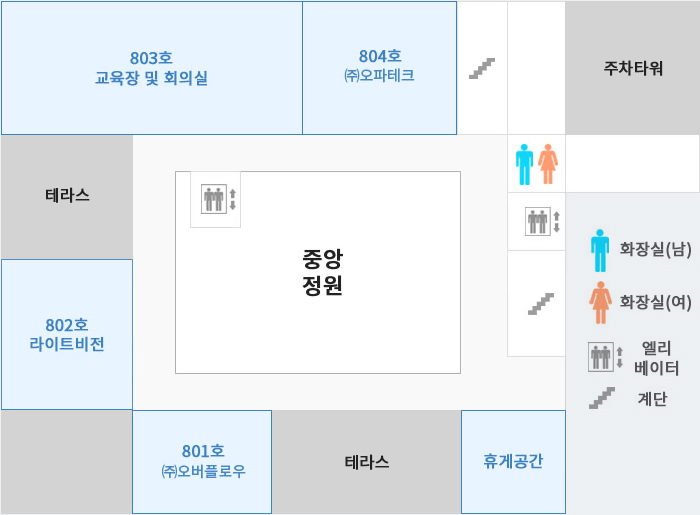 803호
교육장 및 회의실
804호
㈜오파테크
주차타워
테라스
중앙
정원
화장실(남)
화장실(여)
802호
라이트비전
엘리
베이터
계단
801호
㈜오버플로우
테라스
휴게공간